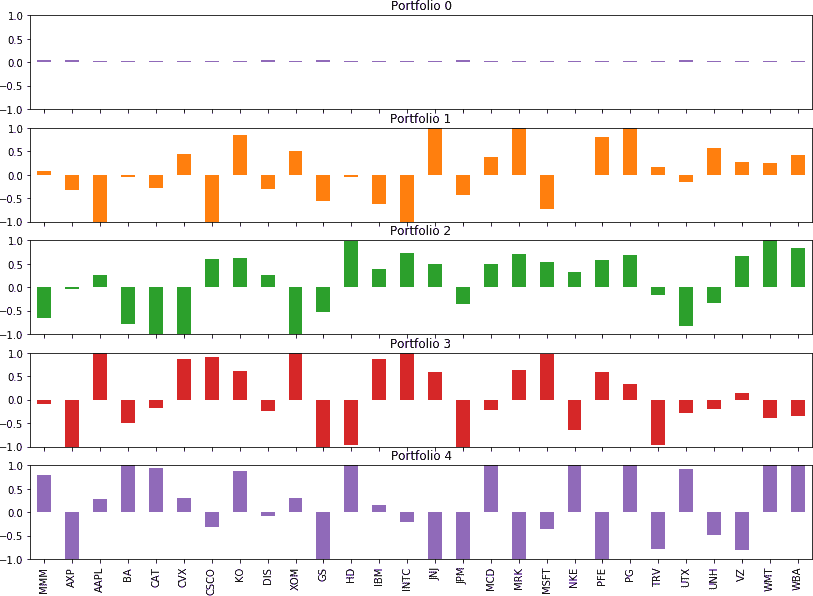 Portfolio 0
1.0
0.5
0.0
−0.5
−1.0
Portfolio 1
1.0
0.5
0.0
−0.5
−1.0
Portfolio 2
1.0
0.5
0.0
−0.5
−1.0
Portfolio 3
1.0
0.5
0.0
−0.5
−1.0
Portfolio 4
1.0
0.5
0.0
−0.5
−1.0
MMM
AXP
AAPL
BA
CAT
CVX
CSCO
KO
DIS
XOM
GS
HD
IBM
INTC
JNJ
JPM
MCD
MRK
MSFT
NKE
PFE
PG
TRV
UTX
UNH
VZ
WMT
WBA